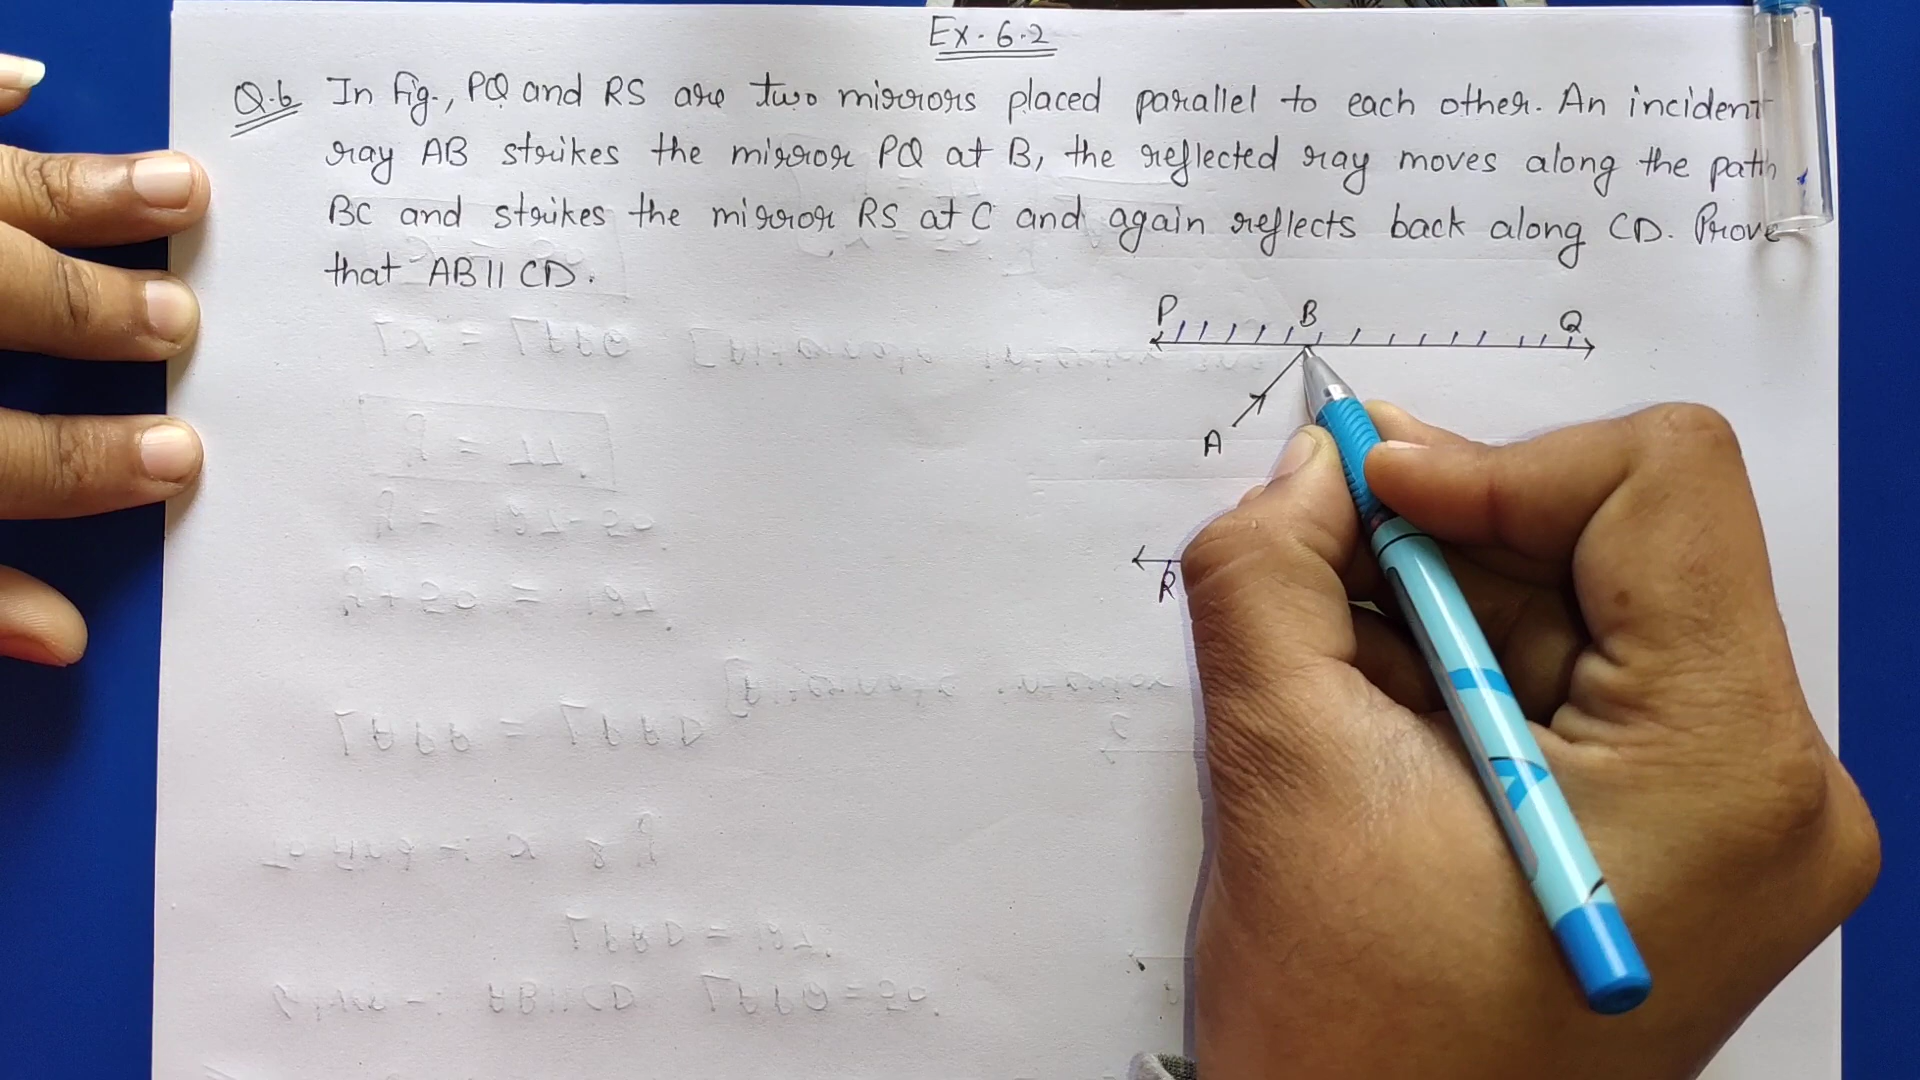 Ex. 6.2
Q.6 In fig., PQ and RS are two mirrors placed parallel to each other. An incident
ray AB strikes the mirror PQ at B, the reflected ray moves along the path
BC and strikes the mirror RS at C and again reflects back along CD. Prove
that AB || CD.
P B Q
A
R